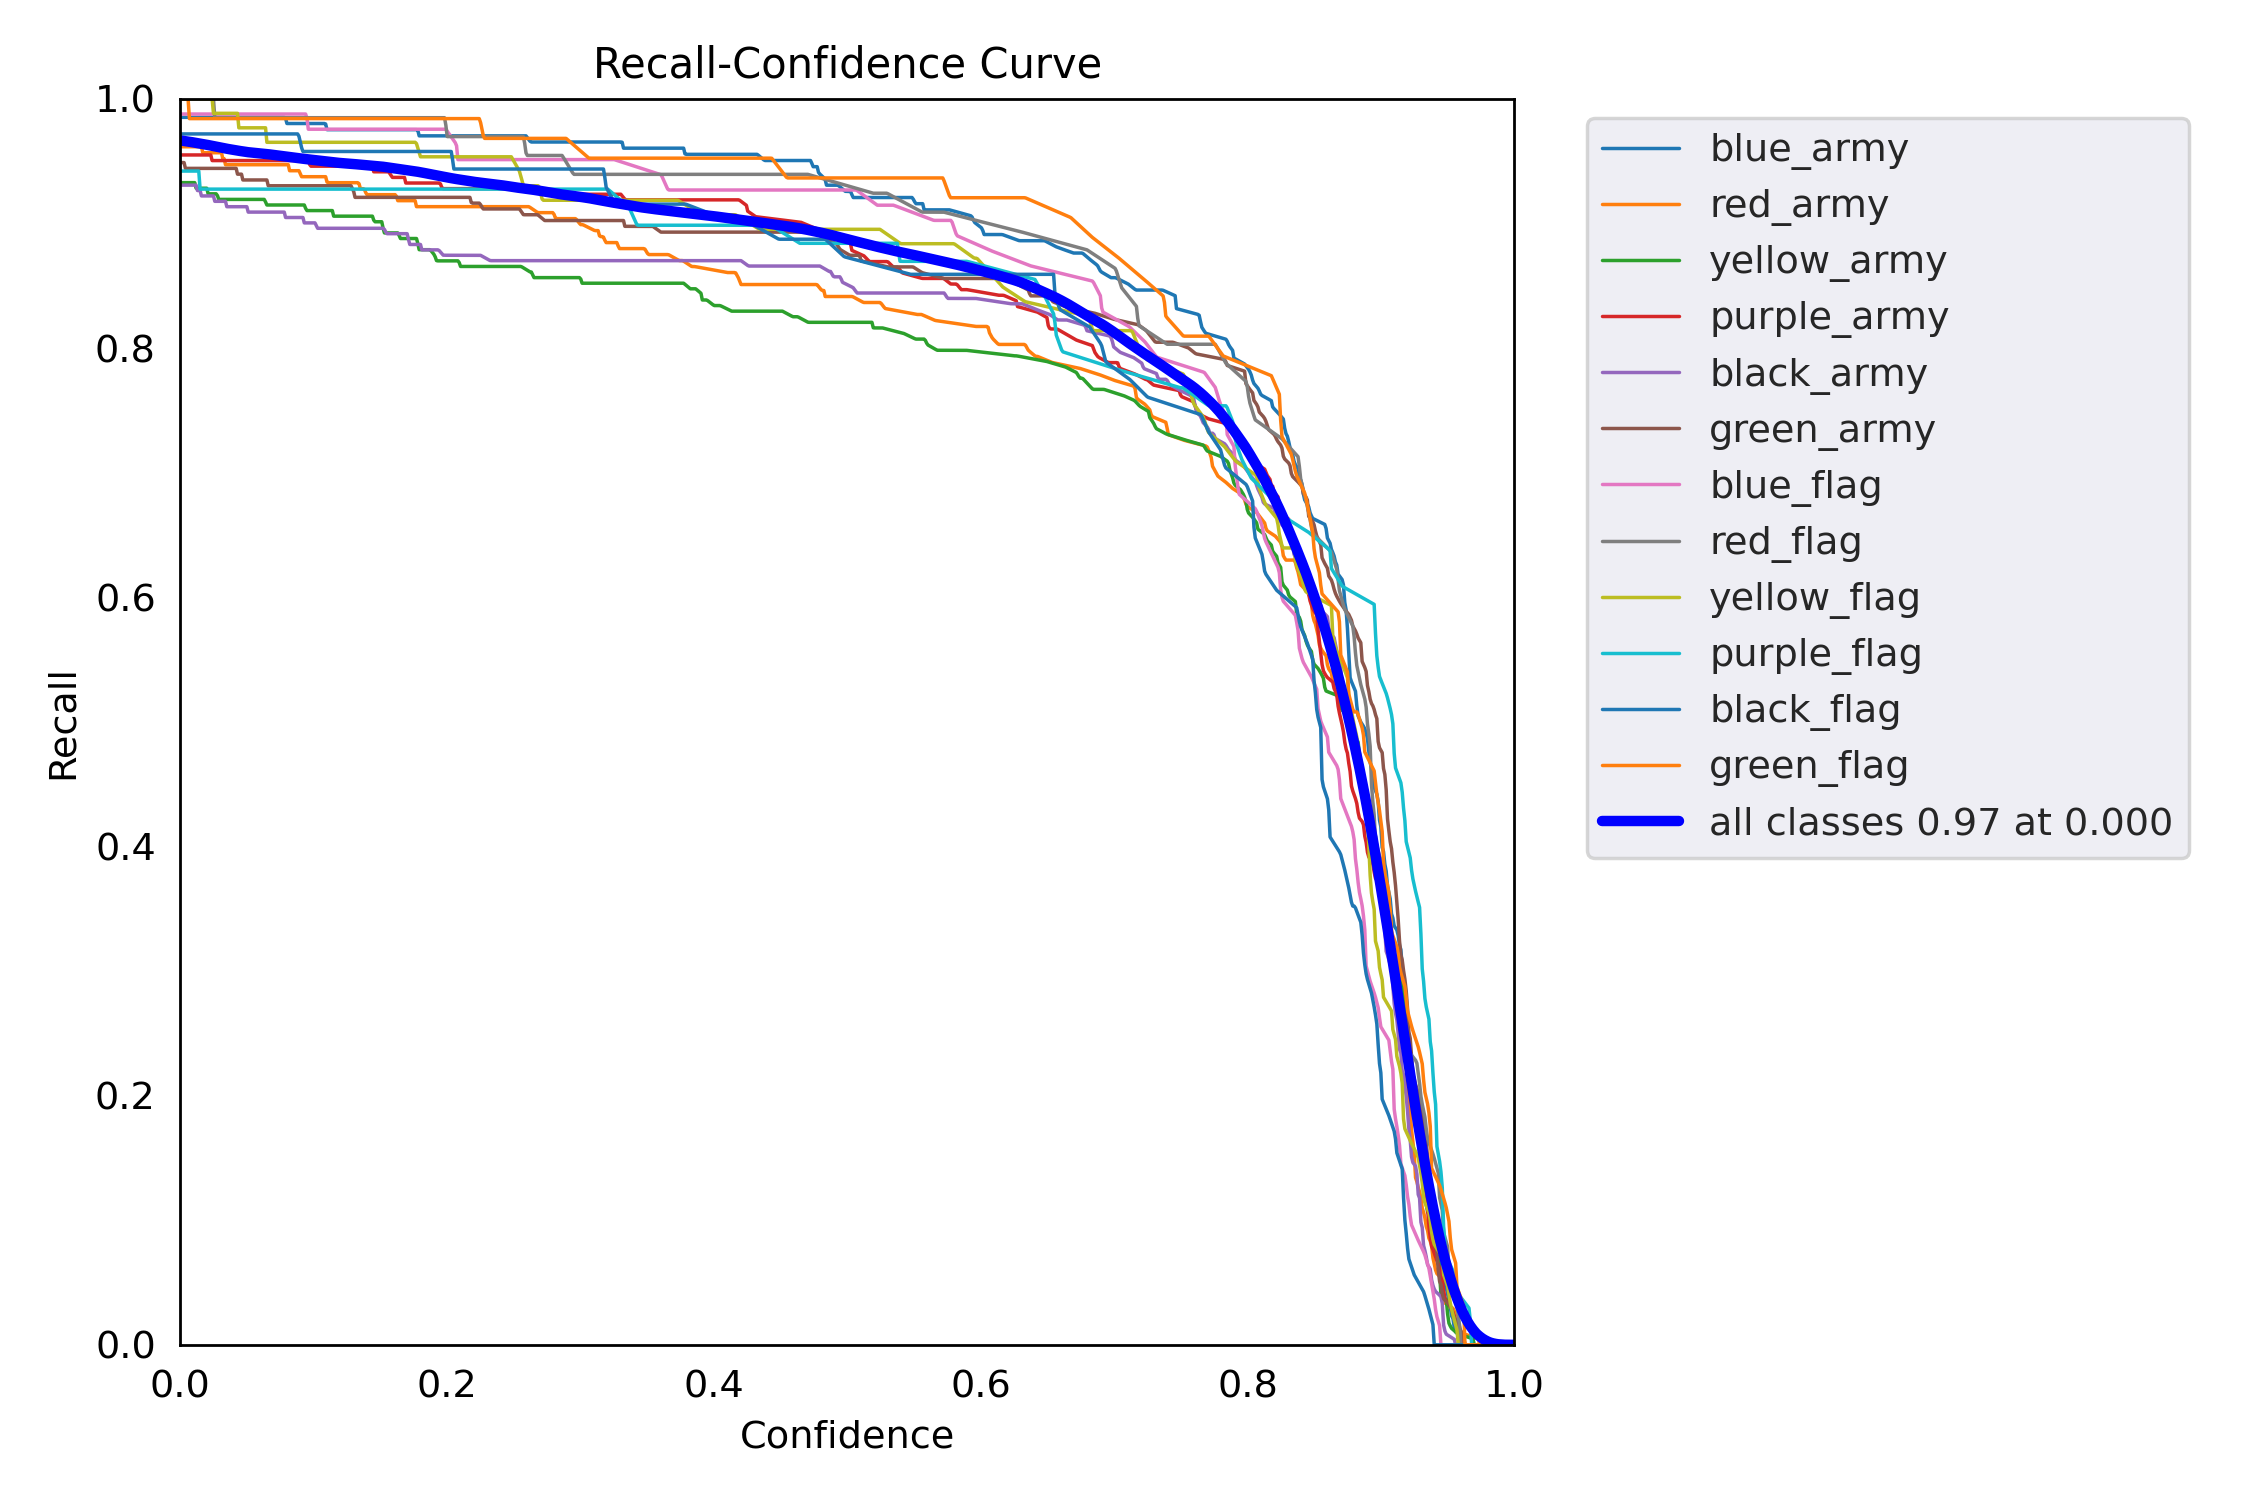 Recall-Confidence Curve
1.0
0.8
0.6
0.4
0.2
0.0
Recall
0.0 0.2 0.4 0.6 0.8 1.0
Confidence
blue_army
red_army
yellow_army
purple_army
black_army
green_army
blue_flag
red_flag
yellow_flag
purple_flag
black_flag
green_flag
all classes 0.97 at 0.000